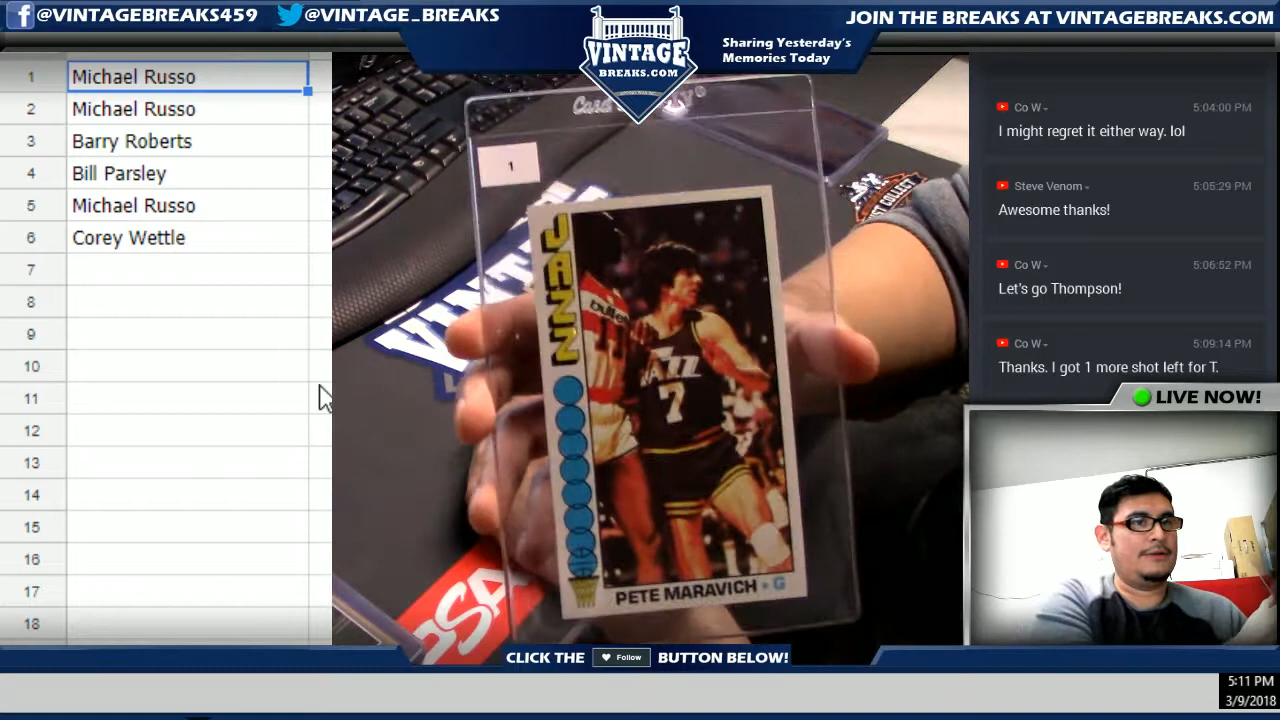 @VINTAGEBREAKS459
@VINTAGE_BREAKS
VINTAGE
BREAKS.COM
Sharing Yesterday's
Memories Today
JOIN THE BREAKS AT VINTAGEBREAKS.COM
1 Michael Russo
2 Michael Russo
3 Barry Roberts
4 Bill Parsley
5 Michael Russo
6 Corey Wettle
7
8
9
10
11
12
13
14
15
16
17
18
Card
1
JAZZ
bullets
JAZZ
7
PETE MARAVICH • G
COLLECT
PSA
Co W 5:04:00 PM
I might regret it either way. lol
Steve Venom 5:05:29 PM
Awesome thanks!
Co W 5:06:52 PM
Let's go Thompson!
Co W 5:09:14 PM
Thanks. I got 1 more shot left for T.
LIVE NOW!
CLICK THE Follow BUTTON BELOW!
5:11 PM
3/9/2018